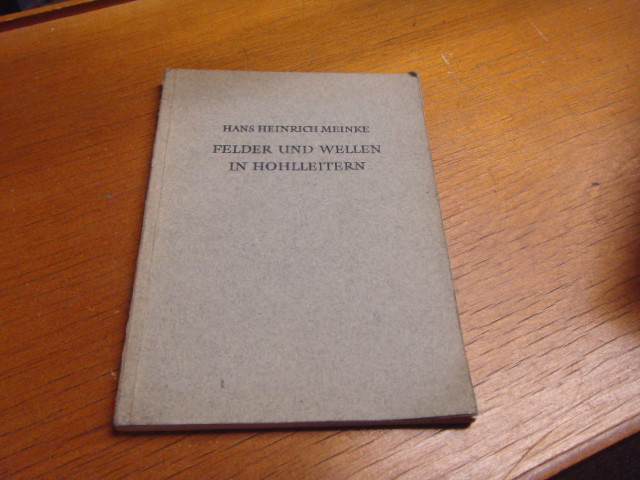 HANS HEINRICH MEINKE
FELDER UND WELLEN
IN HOHLLEITERN